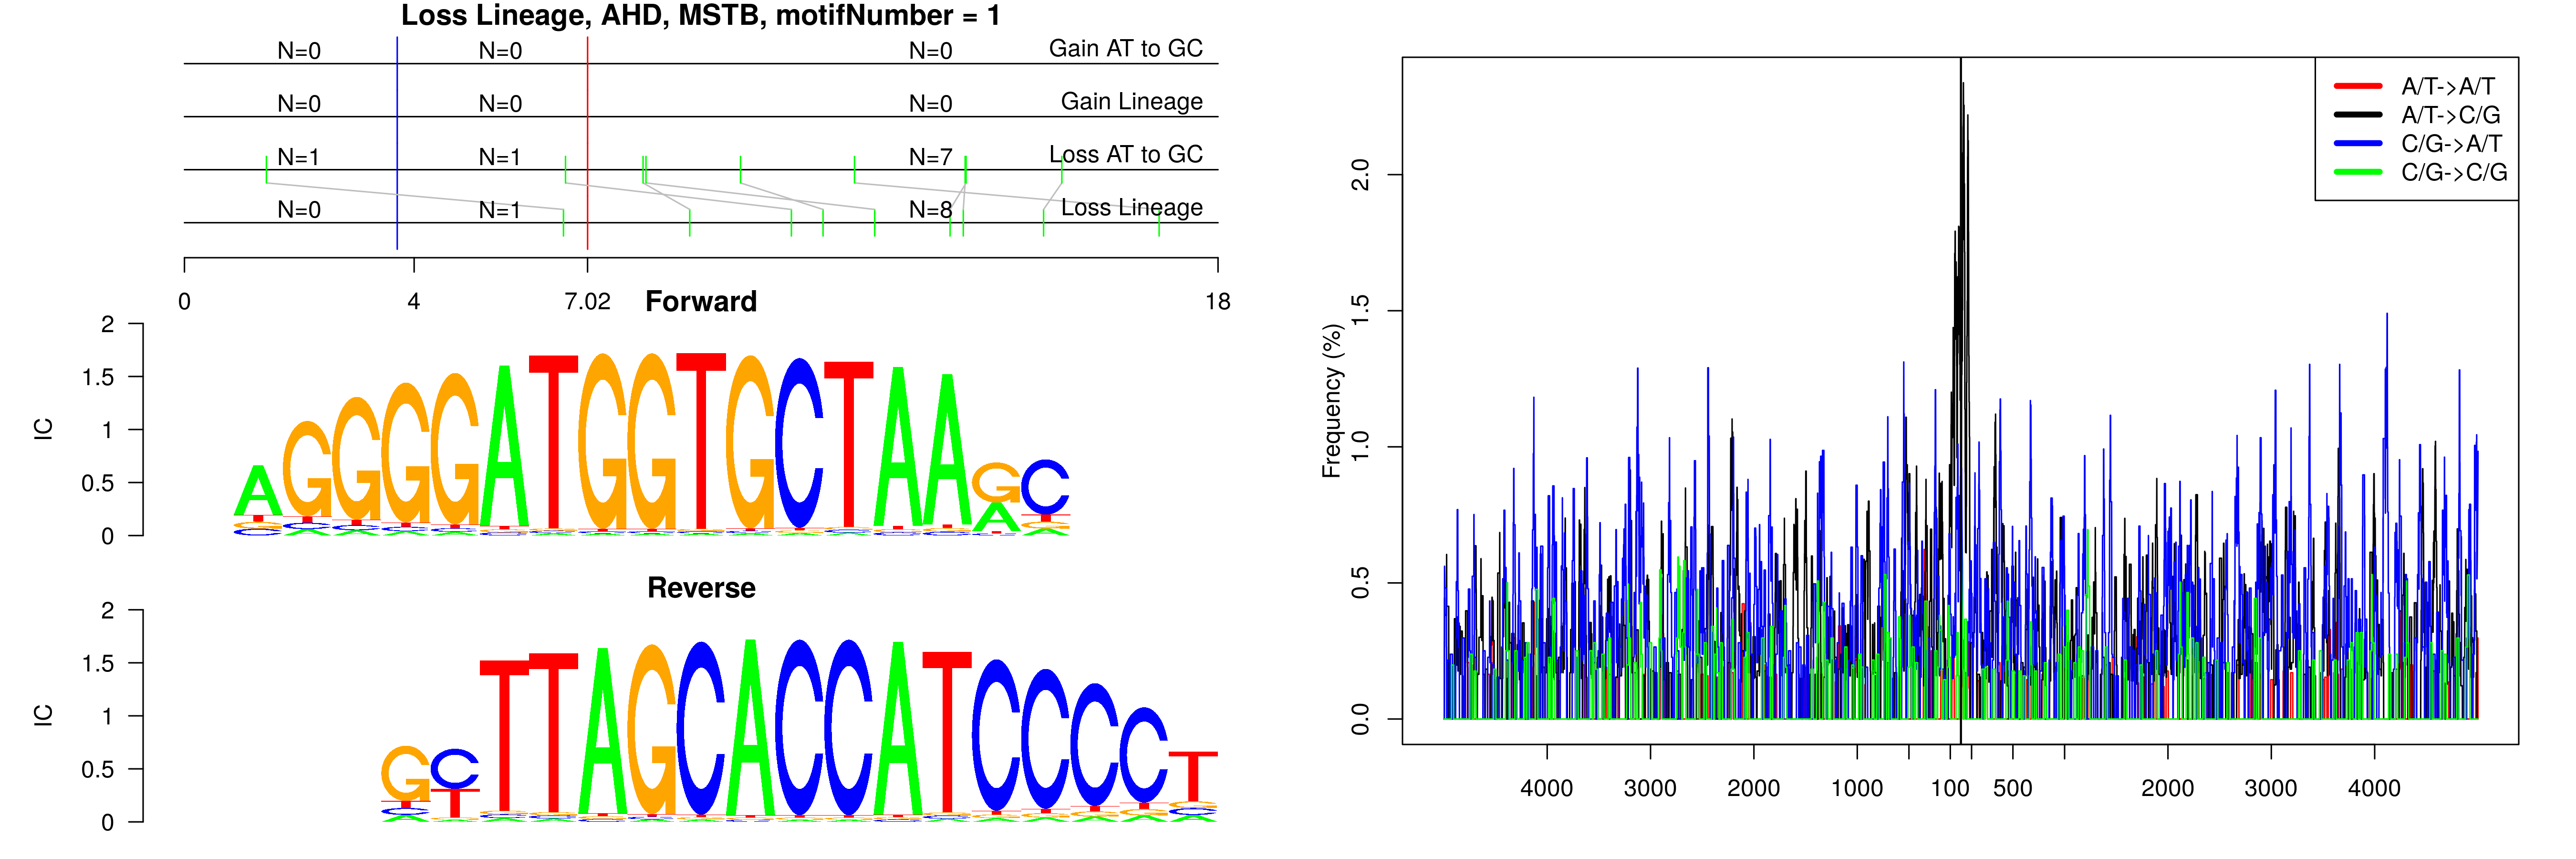 Loss Lineage, AHD, MSTB, motifNumber = 1
N=0 N=0 N=0 Gain AT to GC
N=0 N=0 N=0 Gain Lineage
N=1 N=1 N=7 Loss AT to GC
N=0 N=1 N=8 Loss Lineage
0 4 7.02 18
Forward
IC
2
1.5
1
0.5
0
AGGGGATGGTGCTAAGC
A
Reverse
IC
2
1.5
1
0.5
0
GCTTAGCACCATCCCCT
T
Frequency (%)
2.0
1.5
1.0
0.5
0.0
A/T->A/T
A/T->C/G
C/G->A/T
C/G->C/G
4000 3000 2000 1000 100 500 2000 3000 4000